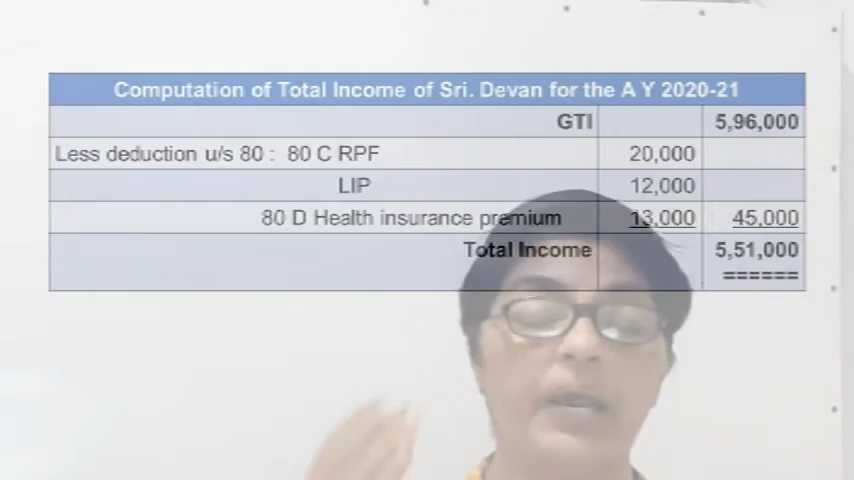 Computation of Total Income of Sri. Devan for the A Y 2020-21
GTI 5,96,000
Less deduction u/s 80 : 80 C RPF 20,000
LIP 12,000
80 D Health insurance premium 13,000 45,000
Total Income 5,51,000
======